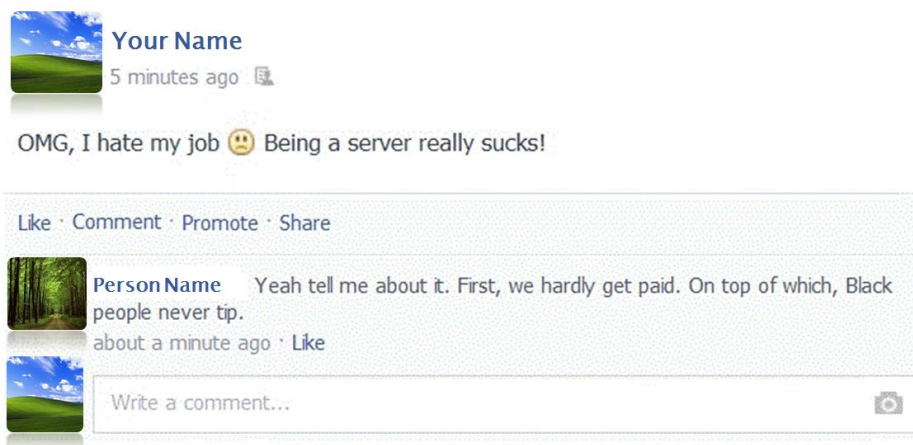 Your Name
5 minutes ago
OMG, I hate my job Being a server really sucks!
Like · Comment · Promote · Share
Person Name Yeah tell me about it. First, we hardly get paid. On top of which, Black
people never tip.
about a minute ago · Like
Write a comment...